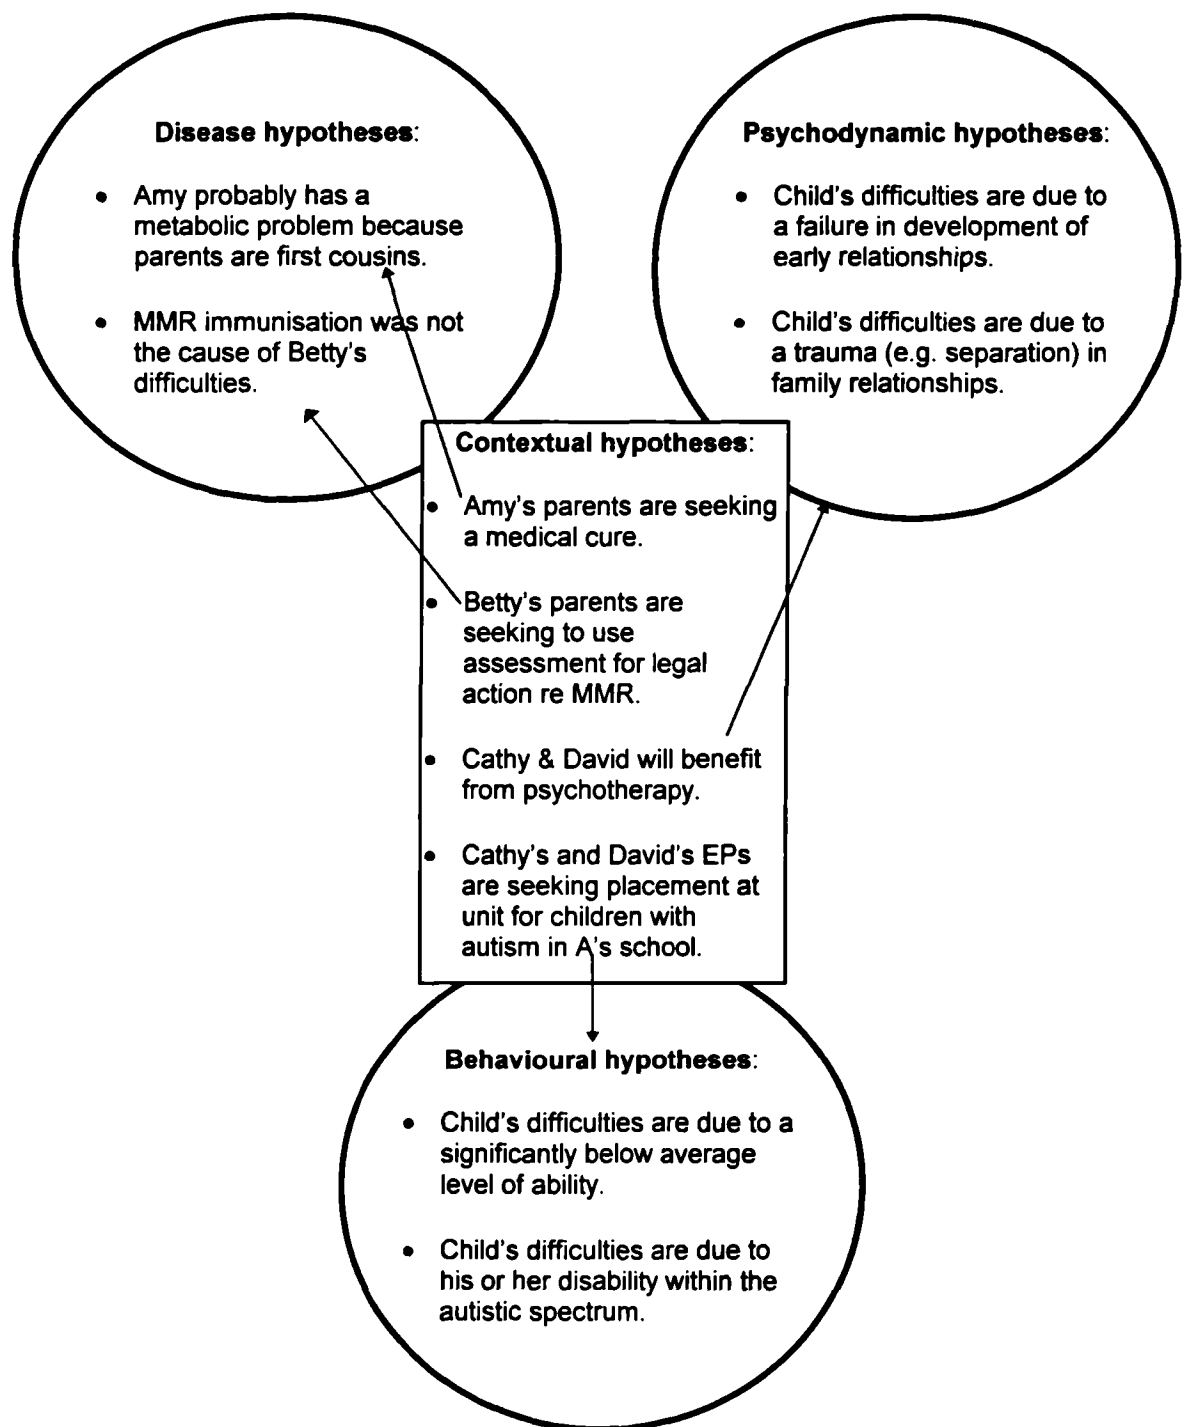 Disease hypotheses:
• Amy probably has a
metabolic problem because
parents are first cousins.
• MMR immunisation was not
the cause of Betty's
difficulties.
Psychodynamic hypotheses:
• Child's difficulties are due to
a failure in development of
early relationships.
• Child's difficulties are due to
a trauma (e.g. separation) in
family relationships.
Contextual hypotheses:
• Amy's parents are seeking
a medical cure.
• Betty's parents are
seeking to use
assessment for legal
action re MMR.
• Cathy & David will benefit
from psychotherapy.
• Cathy's and David's EPs
are seeking placement at
unit for children with
autism in A's school.
Behavioural hypotheses:
• Child's difficulties are due to a
significantly below average
level of ability.
• Child's difficulties are due to
his or her disability within the
autistic spectrum.